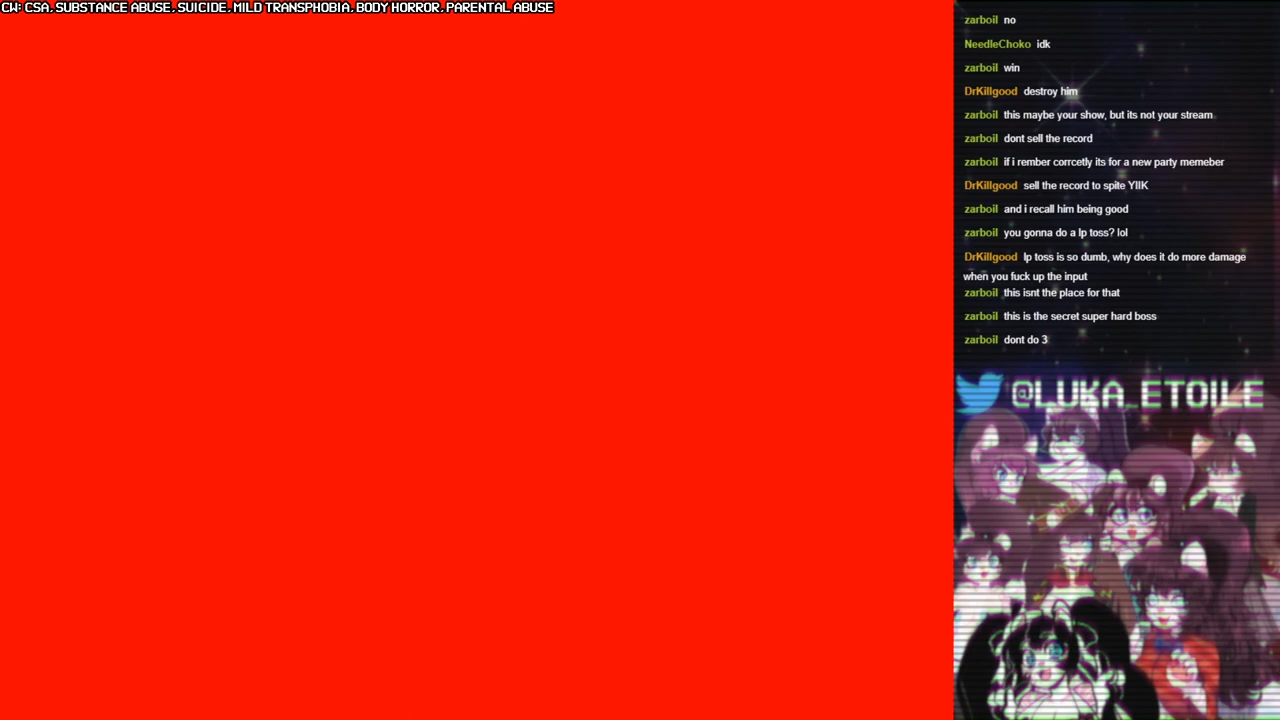 CW: CSA, SUBSTANCE ABUSE, SUICIDE, MILD TRANSPHOBIA, BODY HORROR, PARENTAL ABUSE
zarboil no
NeedleChoko idk
zarboil win
DrKillgood destroy him
zarboil this maybe your show, but its not your stream
zarboil dont sell the record
zarboil if i rember corrcetly its for a new party memeber
DrKillgood sell the record to spite YIIK
zarboil and i recall him being good
zarboil you gonna do a lp toss? lol
DrKillgood lp toss is so dumb, why does it do more damage
when you fuck up the input
zarboil this isnt the place for that
zarboil this is the secret super hard boss
zarboil dont do 3
@LUKA_ETOILE